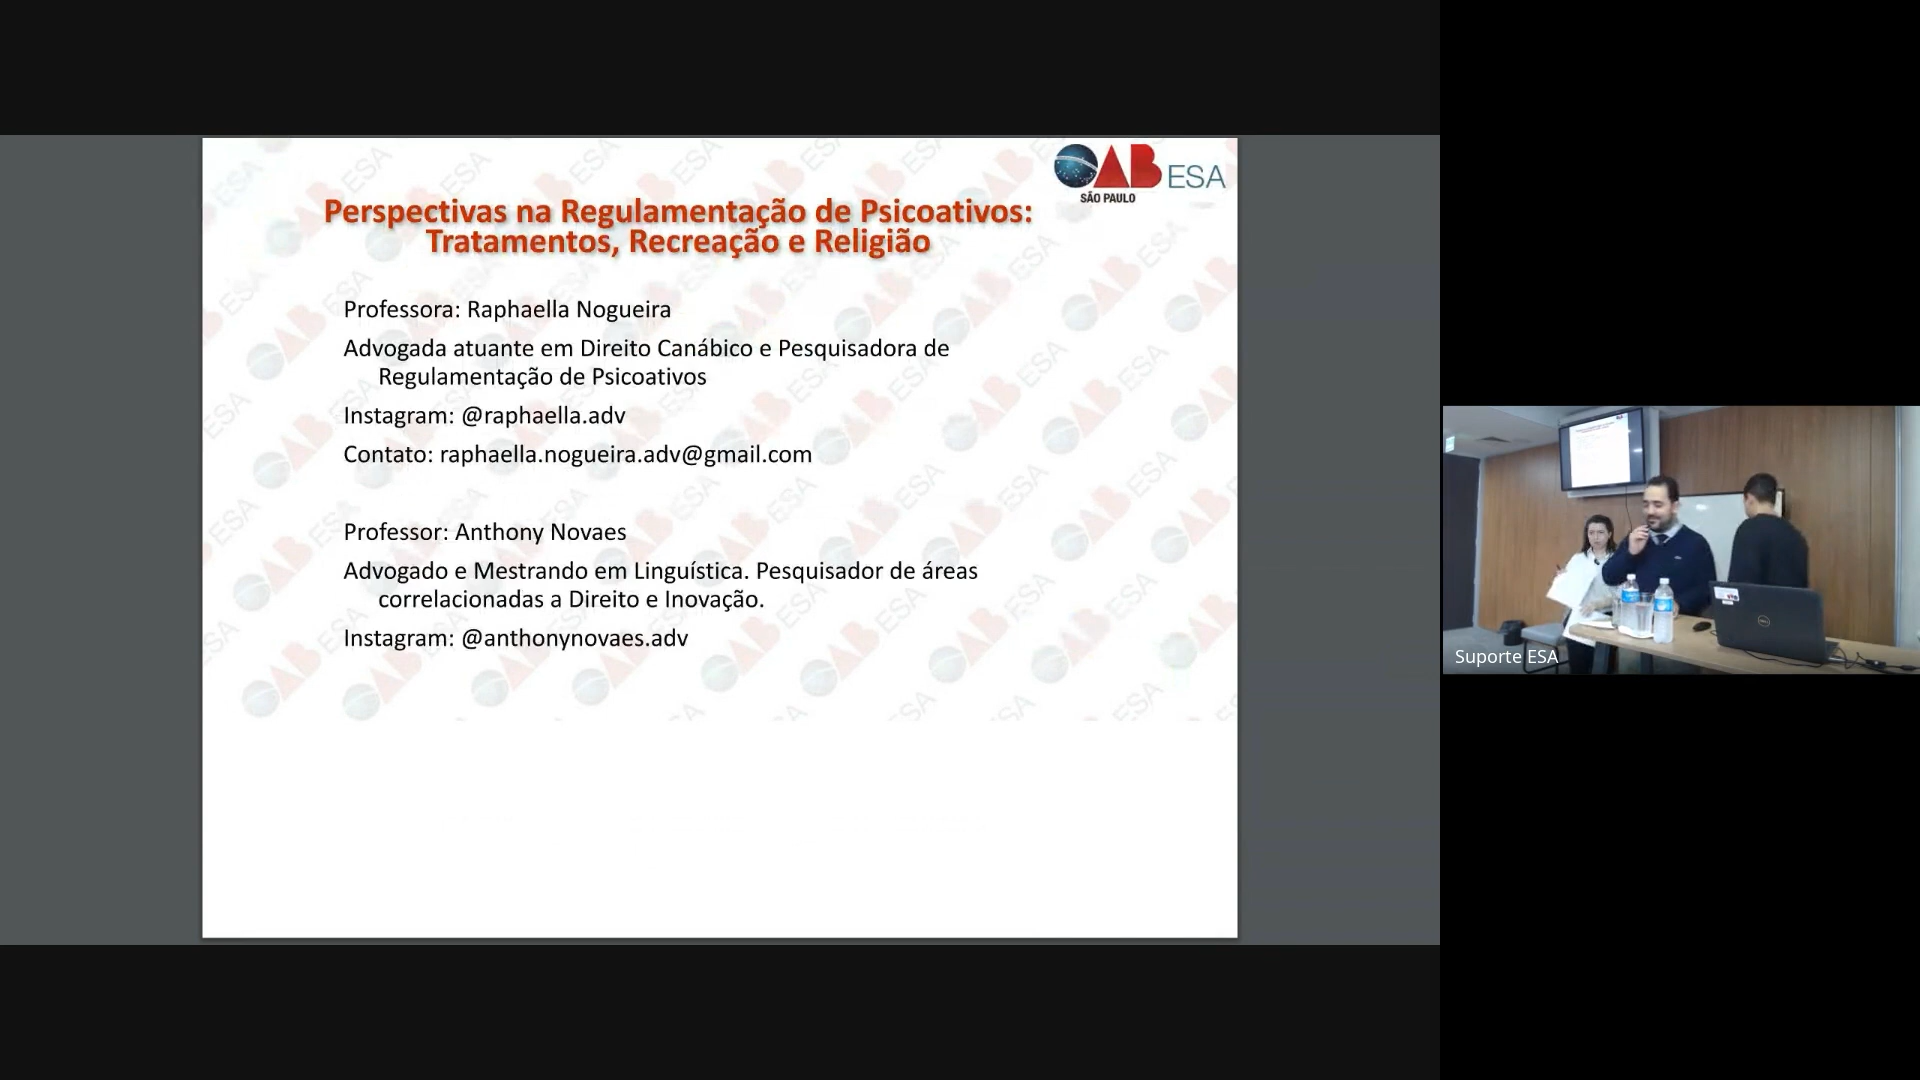 OAB ESA
SÃO PAULO
Perspectivas na Regulamentação de Psicoativos:
Tratamentos, Recreação e Religião
Professora: Raphaella Nogueira
Advogada atuante em Direito Canábico e Pesquisadora de
Regulamentação de Psicoativos
Instagram: @raphaella.adv
Contato: raphaella.nogueira.adv@gmail.com
Professor: Anthony Novaes
Advogado e Mestrando em Linguística. Pesquisador de áreas
correlacionadas a Direito e Inovação.
Instagram: @anthonynovaes.adv
Suporte ESA